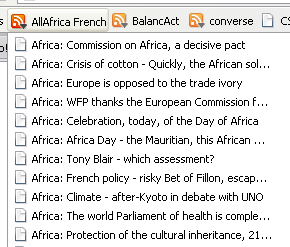 s AllAfrica French BalancAct converse CS
o!
Africa: Commission on Africa, a decisive pact
Africa: Crisis of cotton - Quickly, the African sol...
Africa: Europe is opposed to the trade ivory
Africa: WFP thanks the European Commission f...
Africa: Celebration, today, of the Day of Africa
Africa: Africa Day - the Mauritian, this African ...
Africa: Tony Blair - which assessment?
Africa: French policy - risky Bet of Fillon, escap...
Africa: Climate - after-Kyoto in debate with UNO
Africa: The world Parliament of health is comple...
Africa: Protection of the cultural inheritance, 21...